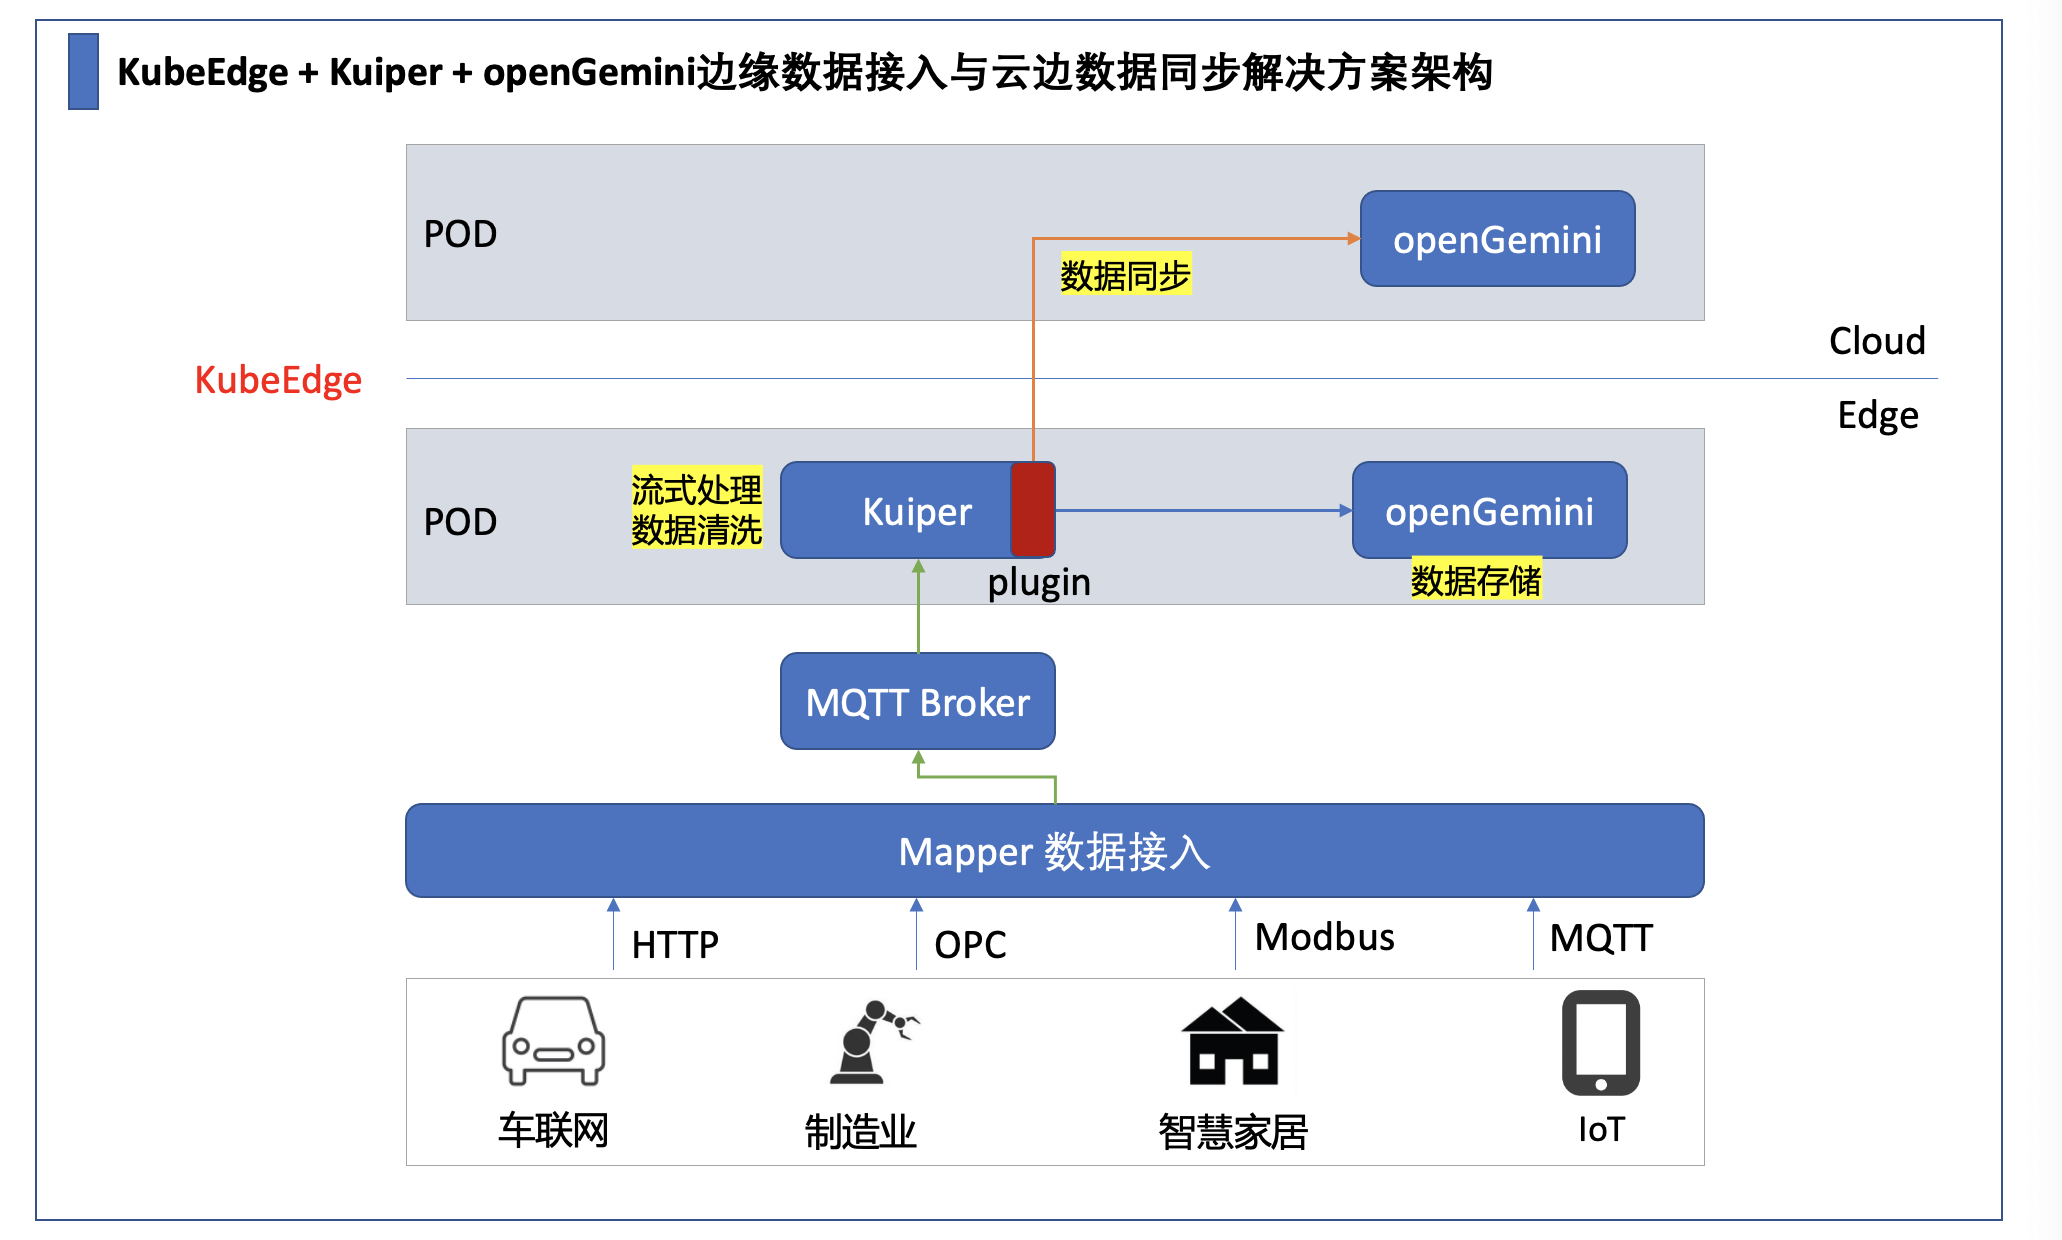 KubeEdge + Kuiper + openGemini边缘数据接入与云边数据同步解决方案架构
POD
openGemini
数据同步
Cloud
KubeEdge
Edge
流式处理
数据清洗
POD
Kuiper
openGemini
plugin
数据存储
MQTT Broker
Mapper 数据接入
HTTP
OPC
Modbus
MQTT
车联网
制造业
智慧家居
IoT